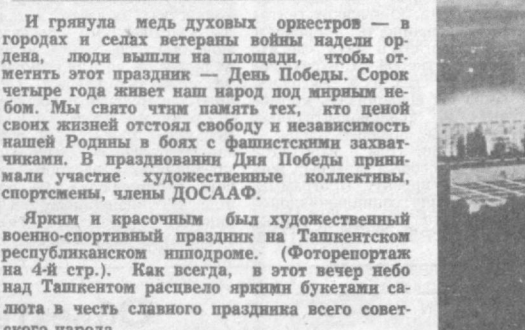 И грянула медь духовых оркестров — в
городах и селах ветераны войны надели ор-
дена, люди вышли на площади, чтобы от-
метить этот праздник — День Победы. Сорок
четыре года живет наш народ под мирным не-
бом. Мы свято чтим память тех, кто ценой
своих жизней отстоял свободу и независимость
нашей Родины в боях с фашистскими захват-
чиками. В праздновании Дня Победы прини-
мали участие художественные коллективы,
спортсмены, члены ДОСААФ.
Ярким и красочным был художественный
военно-спортивный праздник на Ташкентском
республиканском ипподроме. (Фоторепортаж
на 4-й стр.). Как всегда, в этот вечер небо
над Ташкентом расцвело яркими букетами са-
люта в честь славного праздника всего совет-
ского народа.